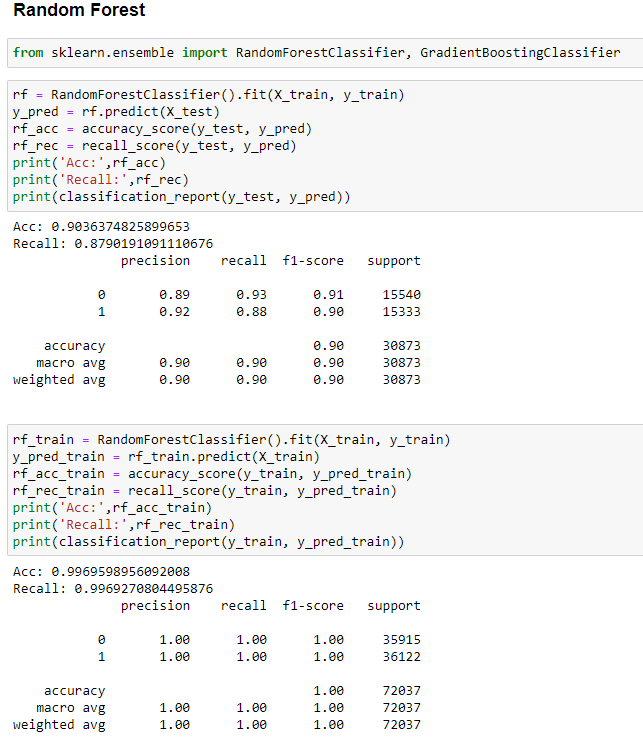 Random Forest
from sklearn.ensemble import RandomForestClassifier, GradientBoostingClassifier
rf = RandomForestClassifier().fit(X_train, y_train)
y_pred = rf.predict(X_test)
rf_acc = accuracy_score(y_test, y_pred)
rf_rec = recall_score(y_test, y_pred)
print('Acc:',rf_acc)
print('Recall:',rf_rec)
print(classification_report(y_test, y_pred))
Acc: 0.9036374825899653
Recall: 0.8790191091110676
precision recall f1-score support
0 0.89 0.93 0.91 15540
1 0.92 0.88 0.90 15333
accuracy 0.90 30873
macro avg 0.90 0.90 0.90 30873
weighted avg 0.90 0.90 0.90 30873
rf_train = RandomForestClassifier().fit(X_train, y_train)
y_pred_train = rf_train.predict(X_train)
rf_acc_train = accuracy_score(y_train, y_pred_train)
rf_rec_train = recall_score(y_train, y_pred_train)
print('Acc:',rf_acc_train)
print('Recall:',rf_rec_train)
print(classification_report(y_train, y_pred_train))
Acc: 0.9969598956092008
Recall: 0.9969270804495876
precision recall f1-score support
0 1.00 1.00 1.00 35915
1 1.00 1.00 1.00 36122
accuracy 1.00 72037
macro avg 1.00 1.00 1.00 72037
weighted avg 1.00 1.00 1.00 72037